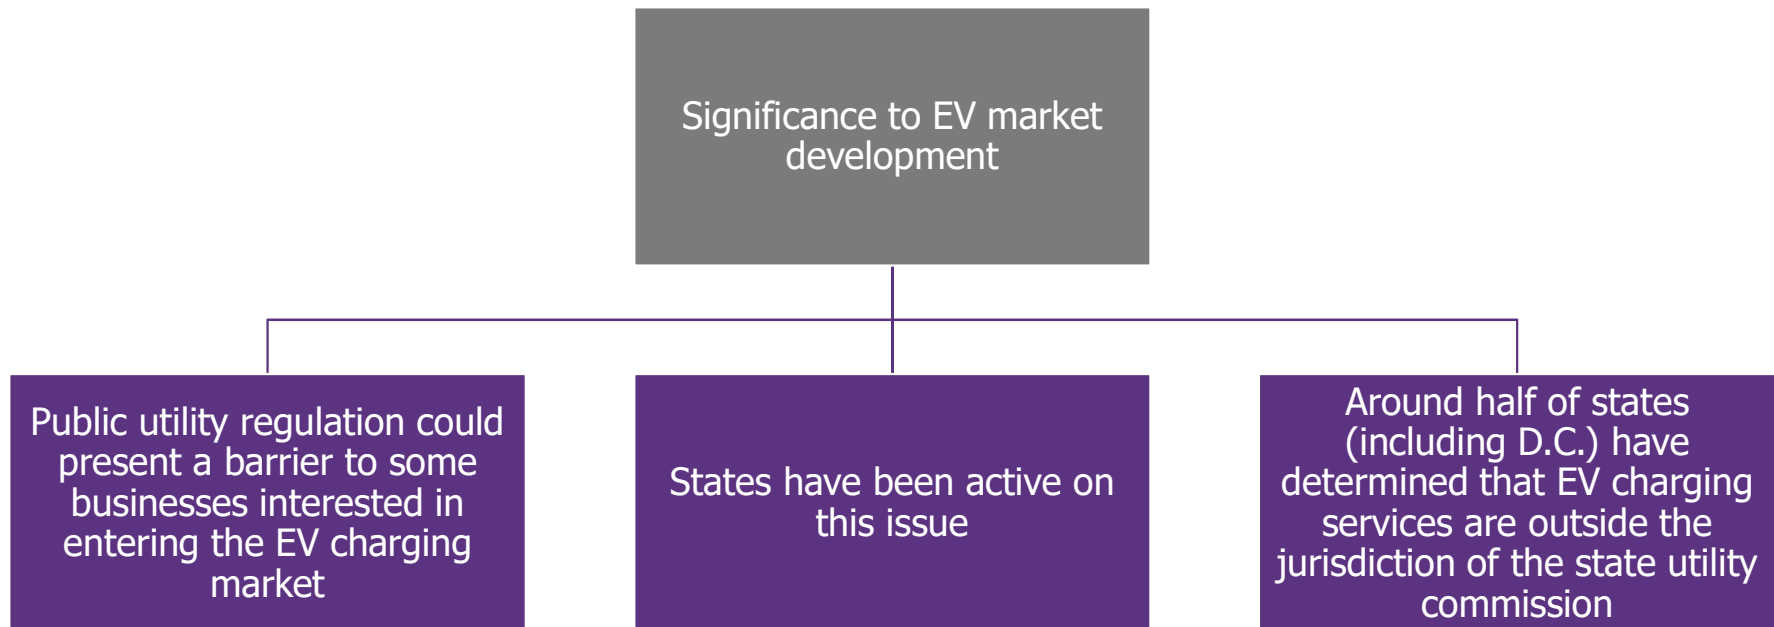 Significance to EV market
development
Public utility regulation could
present a barrier to some
businesses interested in
entering the EV charging
market
States have been active on
this issue
Around half of states
(including D.C.) have
determined that EV charging
services are outside the
jurisdiction of the state utility
commission